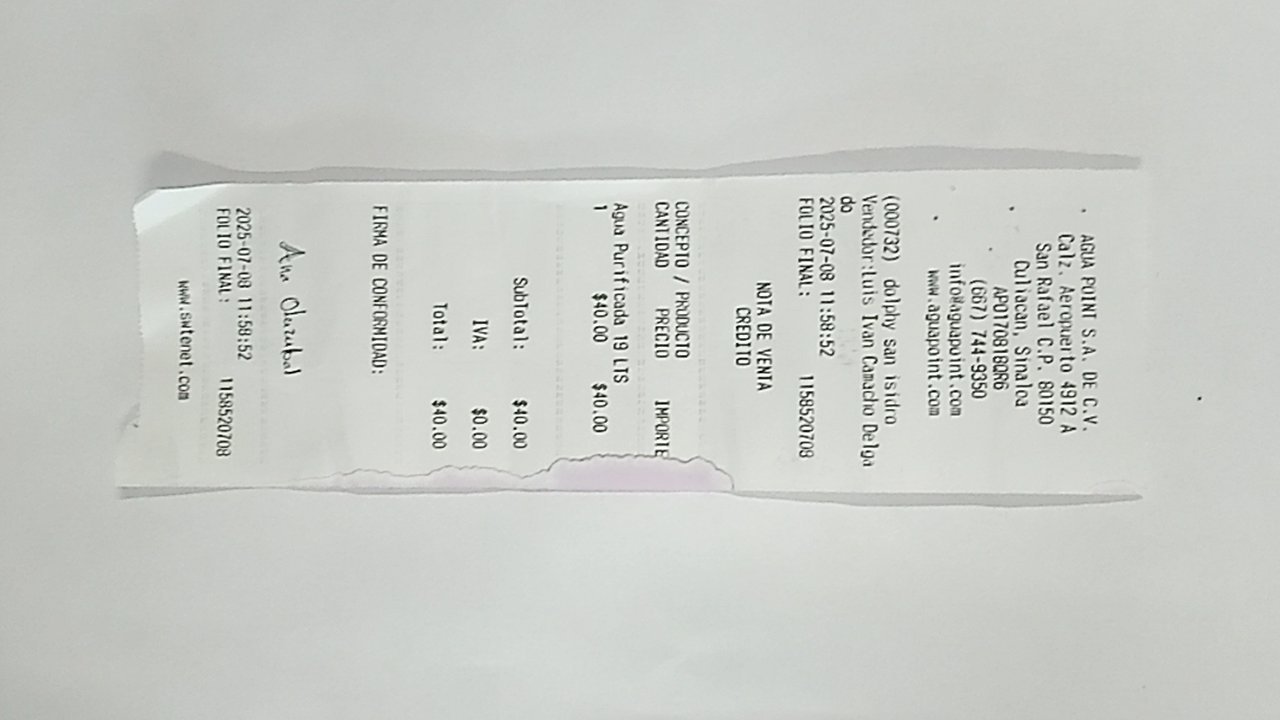 AGUA POINT S.A. DE C.V.
Calz. Aeropuerto 4912 A
San Rafael C.P. 80150
Culiacan, Sinaloa
APO170818QR6
(667) 744-9350
info@aguapoint.com
www.aguapoint.com
(000732) dolphy san isidro
Vendedor:Luis Ivan Camacho Delga
do
2025-07-08 11:58:52
FOLIO FINAL: 1158520708
NOTA DE VENTA
CREDITO
CONCEPTO / PRODUCTO
CANTIDAD PRECIO IMPORTE
Agua Purificada 19 LTS
1 $40.00 $40.00
SubTotal: $40.00
IVA: $0.00
Total: $40.00
FIRMA DE CONFORMIDAD:
Ana
2025-07-08 11:58:52
FOLIO FINAL: 1158520708
www.swtenet.com